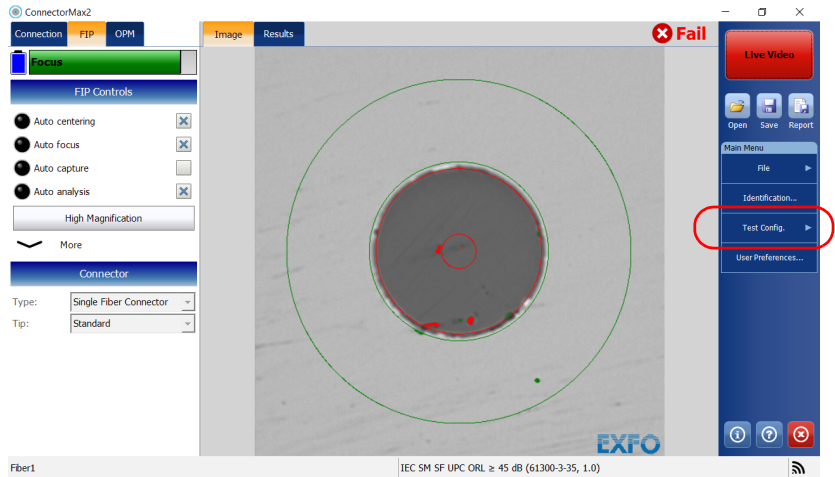 ConnectorMax2
Connection FIP OPM
Image Results
Fail
Focus
FIP Controls
Auto centering
Auto focus
Auto capture
Auto analysis
High Magnification
More
Connector
Type: Single Fiber Connector
Tip: Standard
EXFO
Live Video
Open Save Report
Main Menu
File
Identification...
Test Config.
User Preferences...
Fiber1
IEC SM SF UPC ORL ≥ 45 dB (61300-3-35, 1.0)